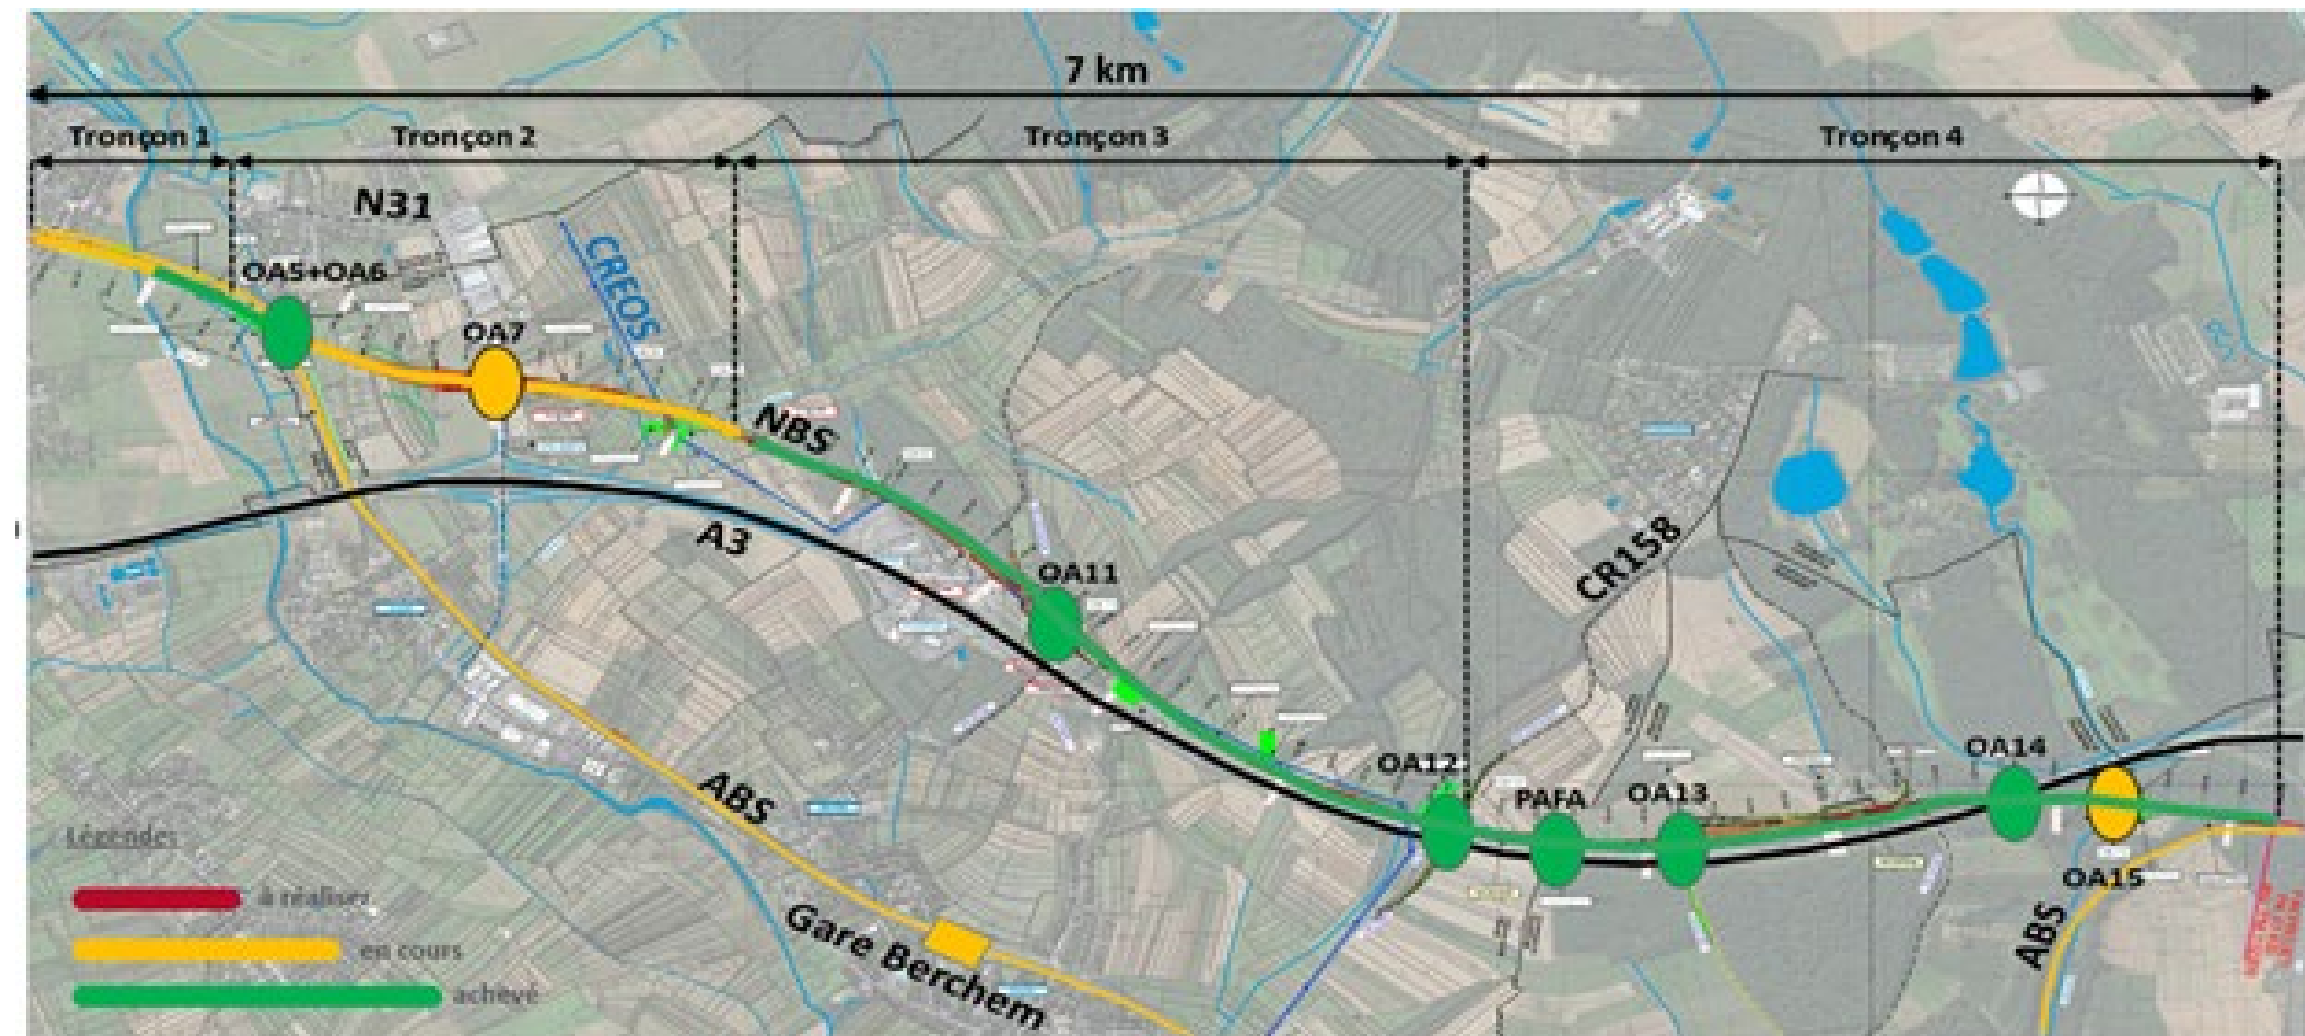 7 km
Tronçon 1
Tronçon 2
Tronçon 3
Tronçon 4
N31
OA5+OA6
CREOS
OA7
NBS
A3
OA11
CR158
OA12
PAFA
OA13
OA14
OA15
ABS
ABS
Gare Berchem
Légendes
à réaliser
en cours
achevé